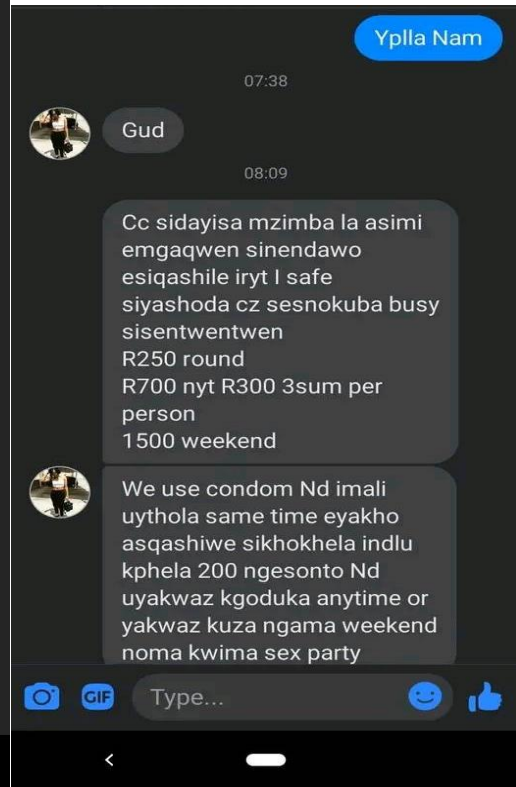 Yplla Nam
07:38
Gud
08:09
Cc sidayisa mzimba la asimi
emgaqwen sinendawo
esiqashile iryt I safe
siyashoda cz sesnokuba busy
sisentwentwen
R250 round
R700 nyt R300 3sum per
person
1500 weekend
We use condom Nd imali
uythola same time eyakho
asqashiwe sikhokhela indlu
kphela 200 ngesonto Nd
uyakwaz kgoduka anytime or
yakwaz kuza ngama weekend
noma kwima sex party
GIF
Type...